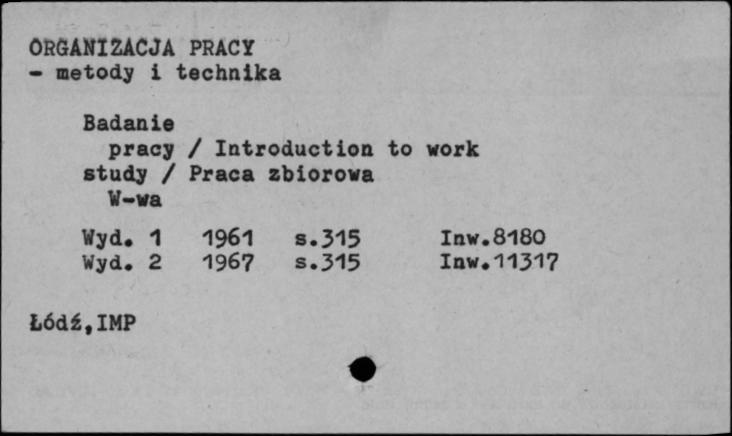 ORGANIZACJA PRACY
- metody i technika
Badanie
pracy / Introduction to work
study / Praca zbiorowa
W-wa
Wyd. 1 1961 s.315 Inw.8180
Wyd. 2 1967 s.315 Inw.11317
Łódź,IMP